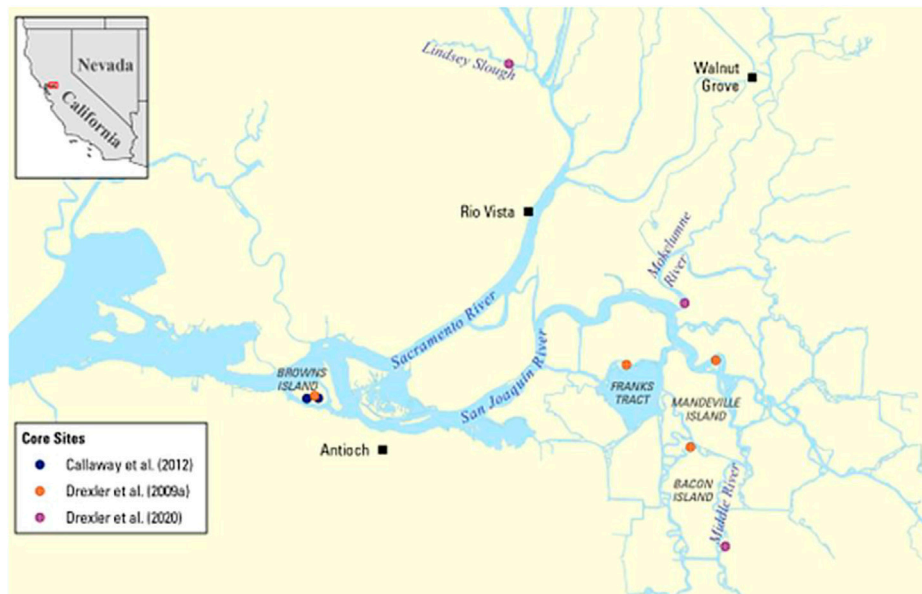 Nevada
California
Lindsey Slough
Walnut
Grove
Rio Vista
Mokelumne
River
Sacramento River
San Joaquin River
BROWNS
ISLAND
FRANKS
TRACT
MANDEVILLE
ISLAND
Antioch
BACON
ISLAND
Middle River
Core Sites
Callaway et al. (2012)
Drexler et al. (2009a)
Drexler et al. (2020)